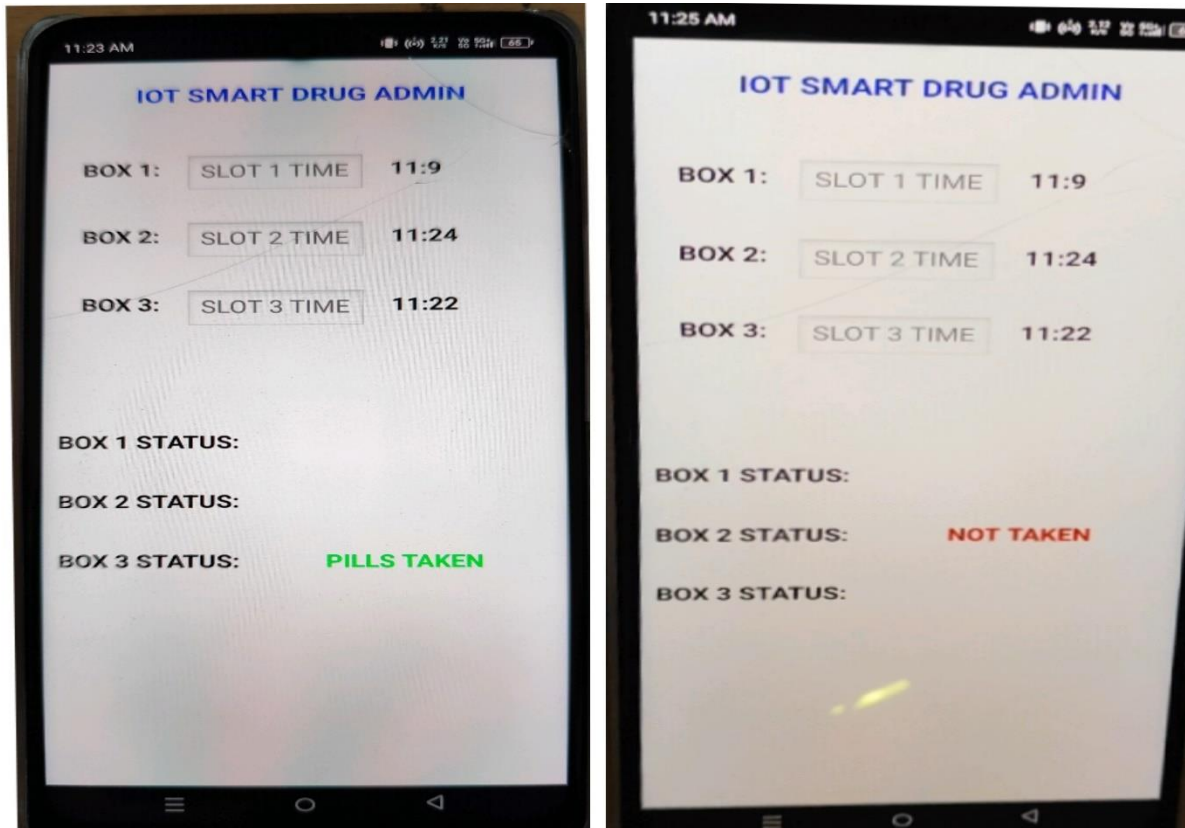 11:23 AM
65
IOT SMART DRUG ADMIN
BOX 1: SLOT 1 TIME 11:9
BOX 2: SLOT 2 TIME 11:24
BOX 3: SLOT 3 TIME 11:22
BOX 1 STATUS:
BOX 2 STATUS:
BOX 3 STATUS: PILLS TAKEN
11:25 AM
IOT SMART DRUG ADMIN
BOX 1: SLOT 1 TIME 11:9
BOX 2: SLOT 2 TIME 11:24
BOX 3: SLOT 3 TIME 11:22
BOX 1 STATUS:
BOX 2 STATUS: NOT TAKEN
BOX 3 STATUS: